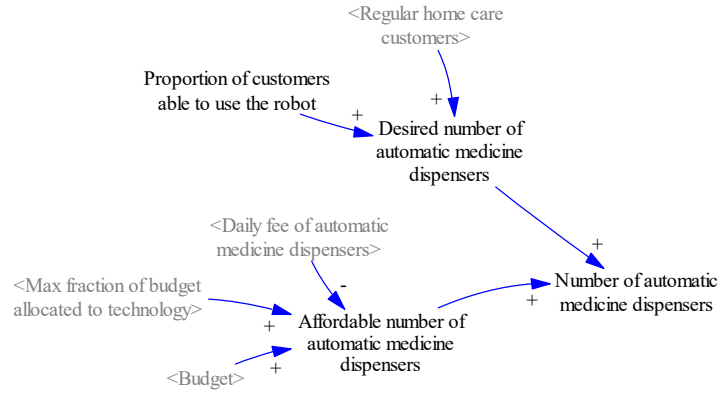 <Regular home care
customers>
Proportion of customers
able to use the robot
+
+
Desired number of
automatic medicine
dispensers
<Daily fee of automatic
medicine dispensers>
+
Number of automatic
medicine dispensers
<Max fraction of budget
allocated to technology>
-
+
+
Affordable number of
automatic medicine
dispensers
<Budget>
+